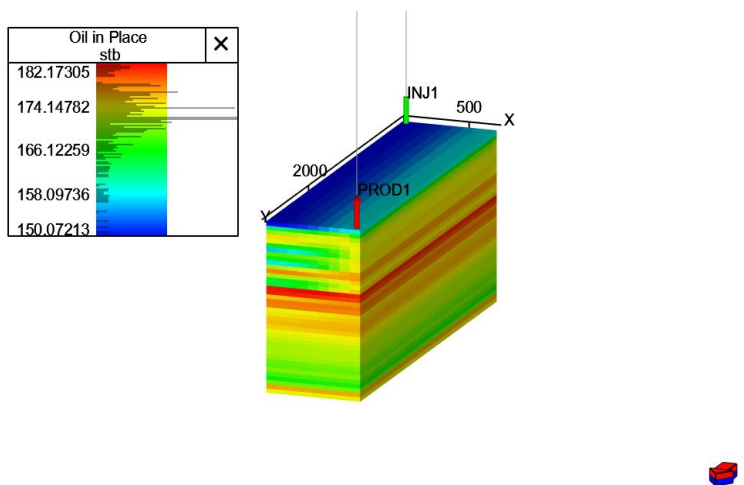 Oil in Place
stb
182.17305
174.14782
166.12259
158.09736
150.07213
INJ1
500
X
2000
PROD1
Y